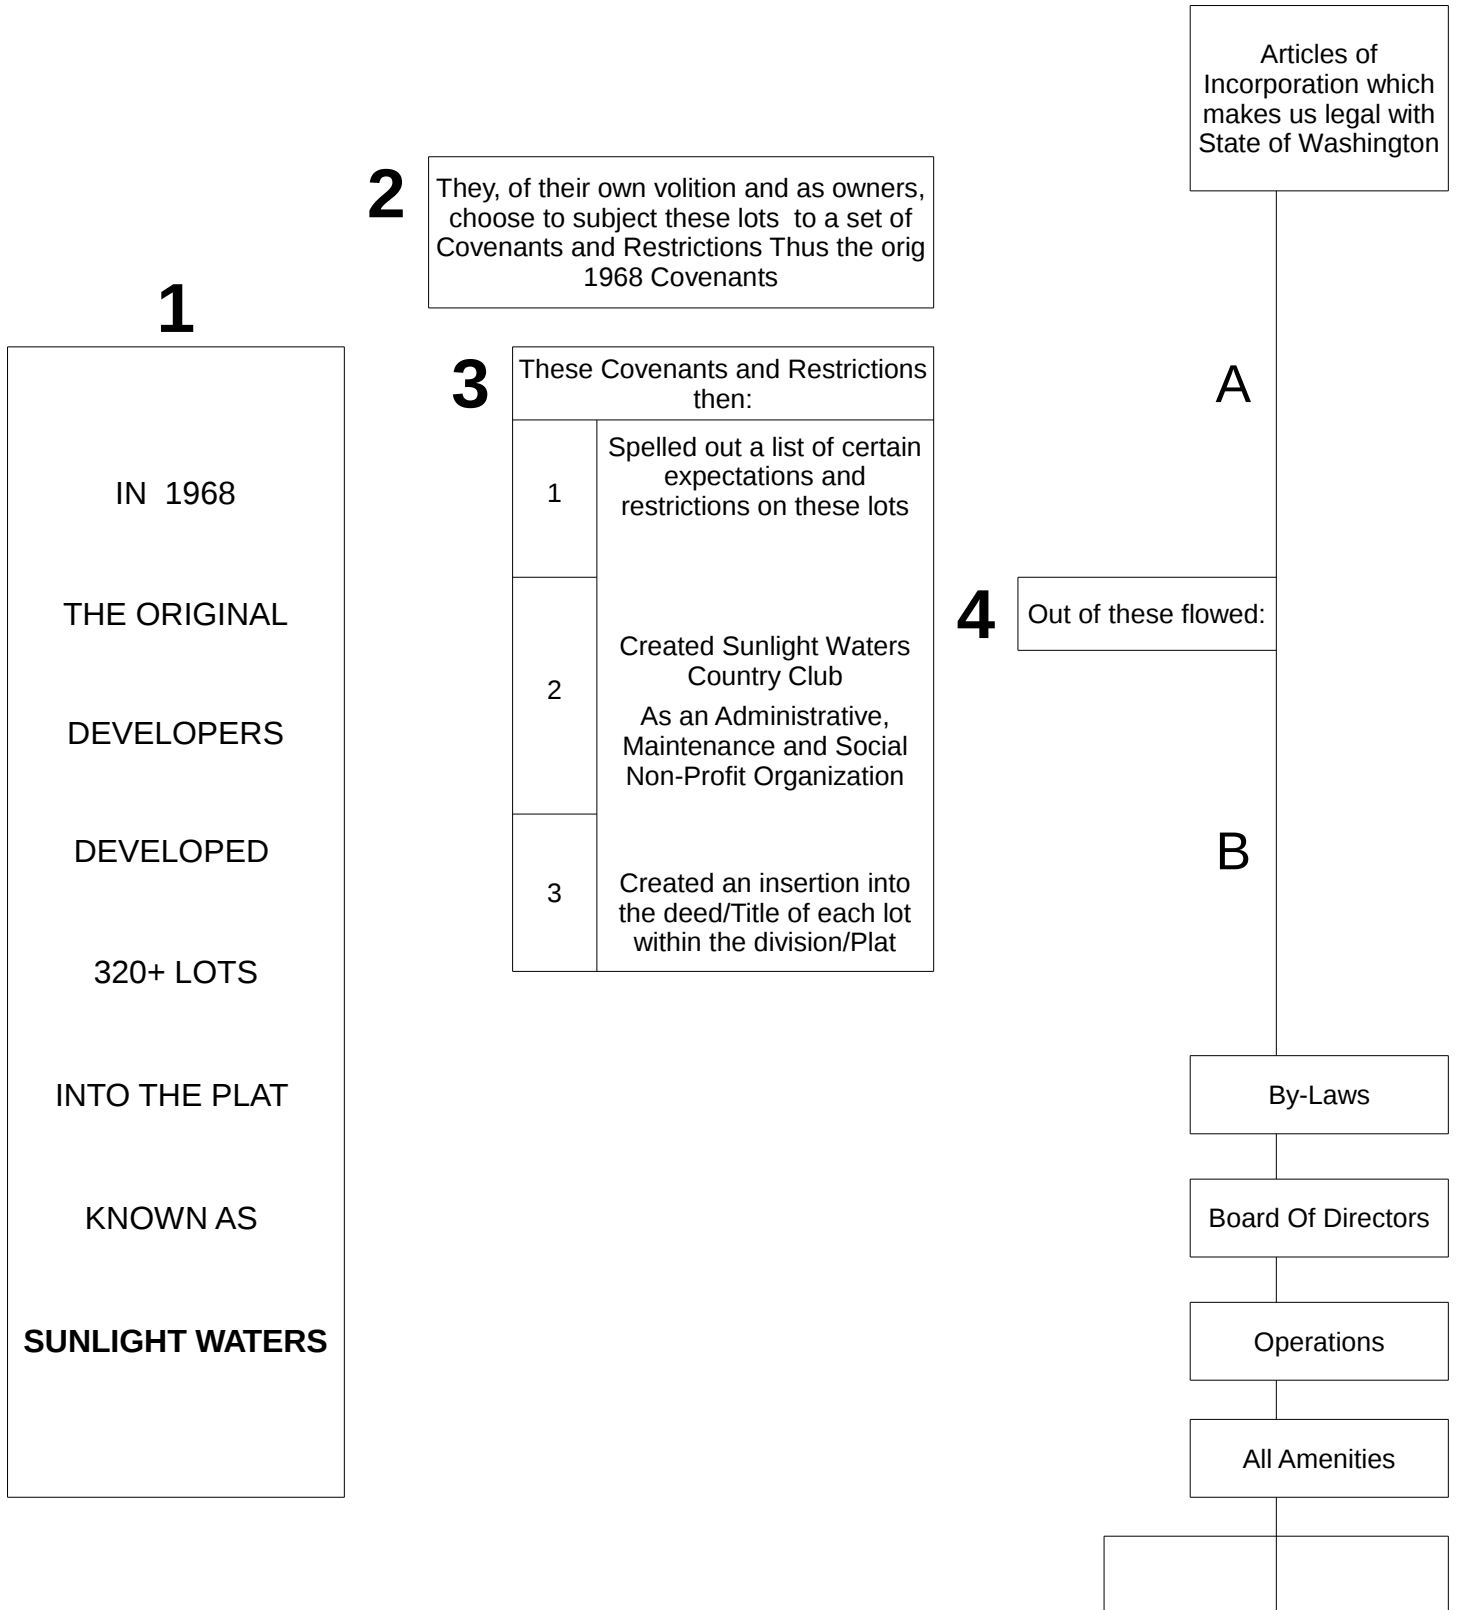 1
IN 1968
THE ORIGINAL
DEVELOPERS
DEVELOPED
320+ LOTS
INTO THE PLAT
KNOWN AS
SUNLIGHT WATERS
2
They, of their own volition and as owners,
choose to subject these lots to a set of
Covenants and Restrictions Thus the orig
1968 Covenants
3
These Covenants and Restrictions
then:
1
Spelled out a list of certain
expectations and
restrictions on these lots
2
Created Sunlight Waters
Country Club
As an Administrative,
Maintenance and Social
Non-Profit Organization
3
Created an insertion into
the deed/Title of each lot
within the division/Plat
4
Out of these flowed:
A
Articles of
Incorporation which
makes us legal with
State of Washington
B
By-Laws
Board Of Directors
Operations
All Amenities